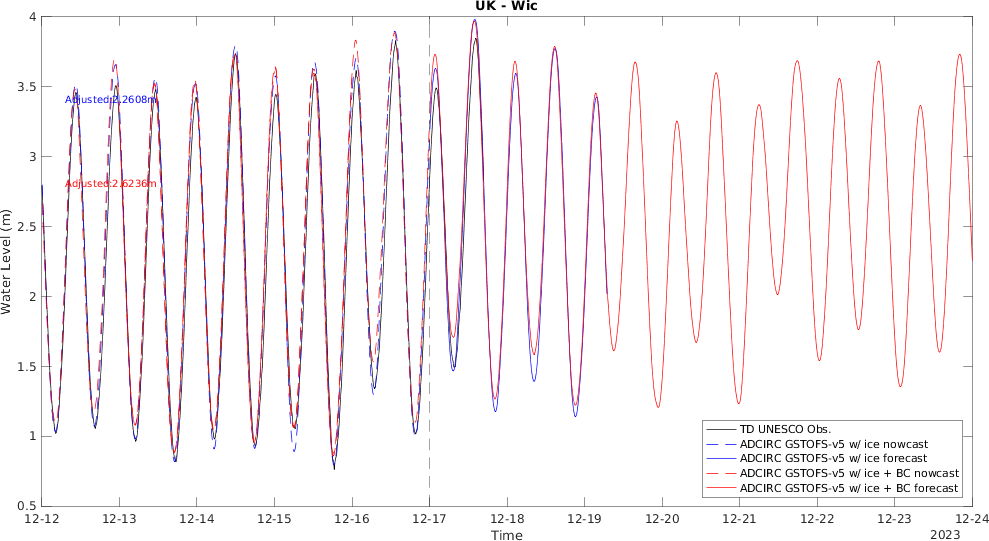 UK - Wic
Water Level (m)
4
3.5
3
2.5
2
1.5
1
0.5
Adjusted:2.2608m
Adjusted:2.6236m
TD UNESCO Obs.
ADCIRC GSTOFS-v5 w/ ice nowcast
ADCIRC GSTOFS-v5 w/ ice forecast
ADCIRC GSTOFS-v5 w/ ice + BC nowcast
ADCIRC GSTOFS-v5 w/ ice + BC forecast
12-12 12-13 12-14 12-15 12-16 12-17 12-18 12-19 12-20 12-21 12-22 12-23 12-24
Time
2023